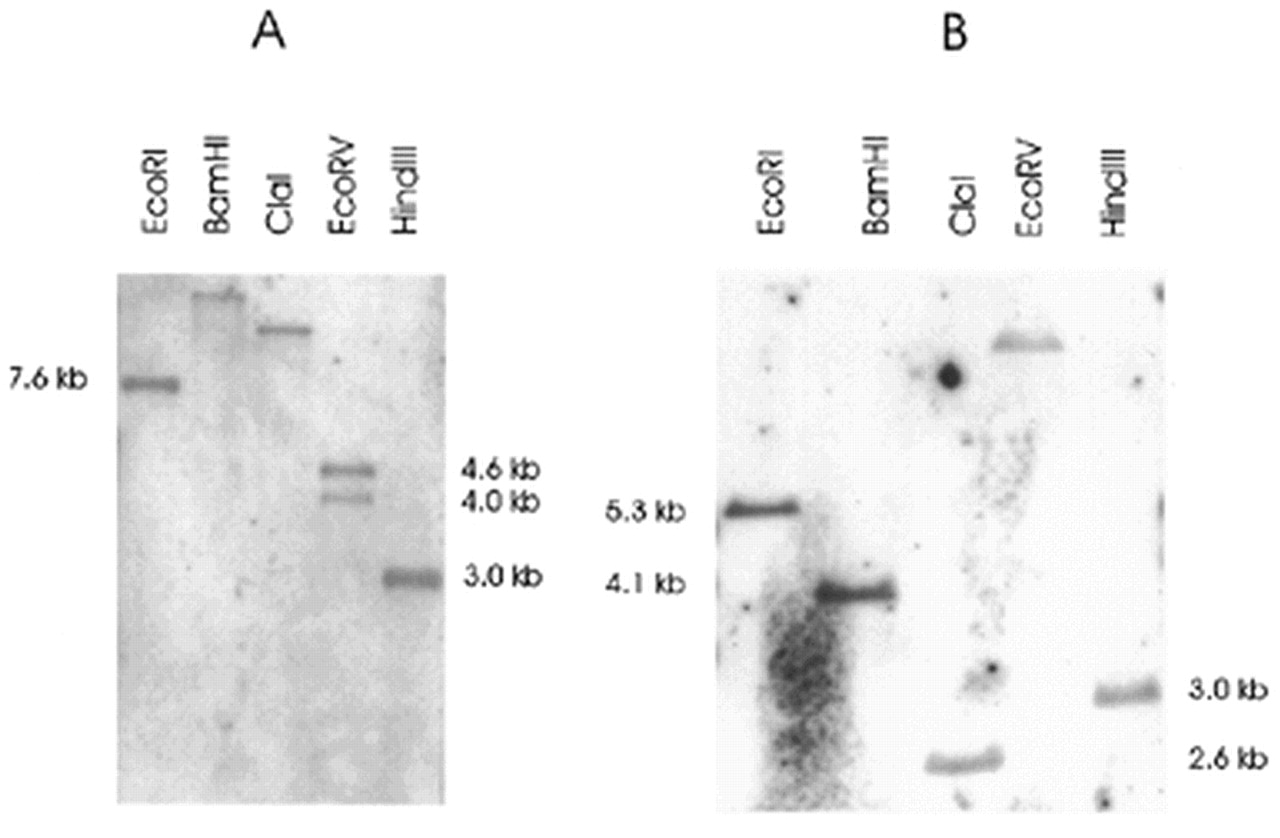 A
B
EcoRI
BamHI
ClaI
EcoRV
HindIII
EcoRI
BamHI
ClaI
EcoRV
HindIII
7.6 kb
4.6 kb
4.0 kb
3.0 kb
5.3 kb
4.1 kb
3.0 kb
2.6 kb